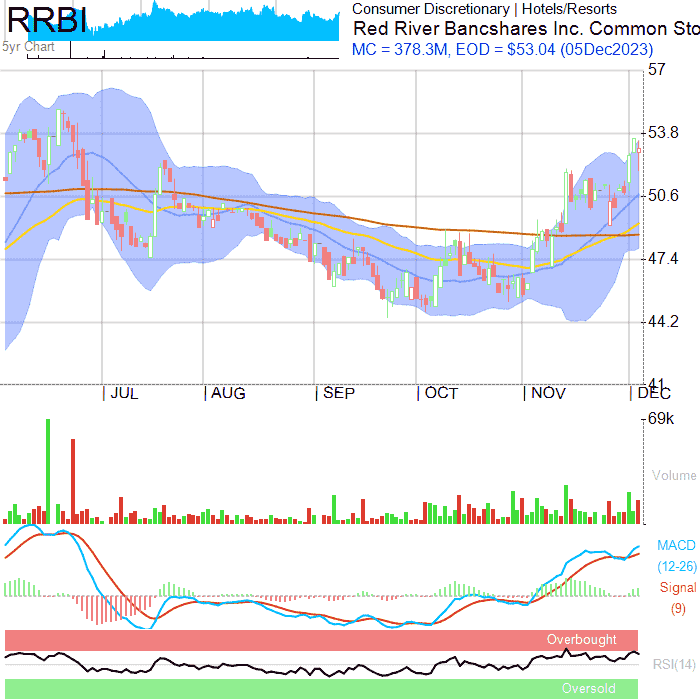 RRBI
Consumer Discretionary | Hotels/Resorts
Red River Bancshares Inc. Common Sto
MC = 378.3M, EOD = $53.04 (05Dec2023)
5yr Chart
57
53.8
50.6
47.4
44.2
41
JUL AUG SEP OCT NOV DEC
69k
Volume
MACD
(12-26)
Signal
(9)
Overbought
RSI(14)
Oversold